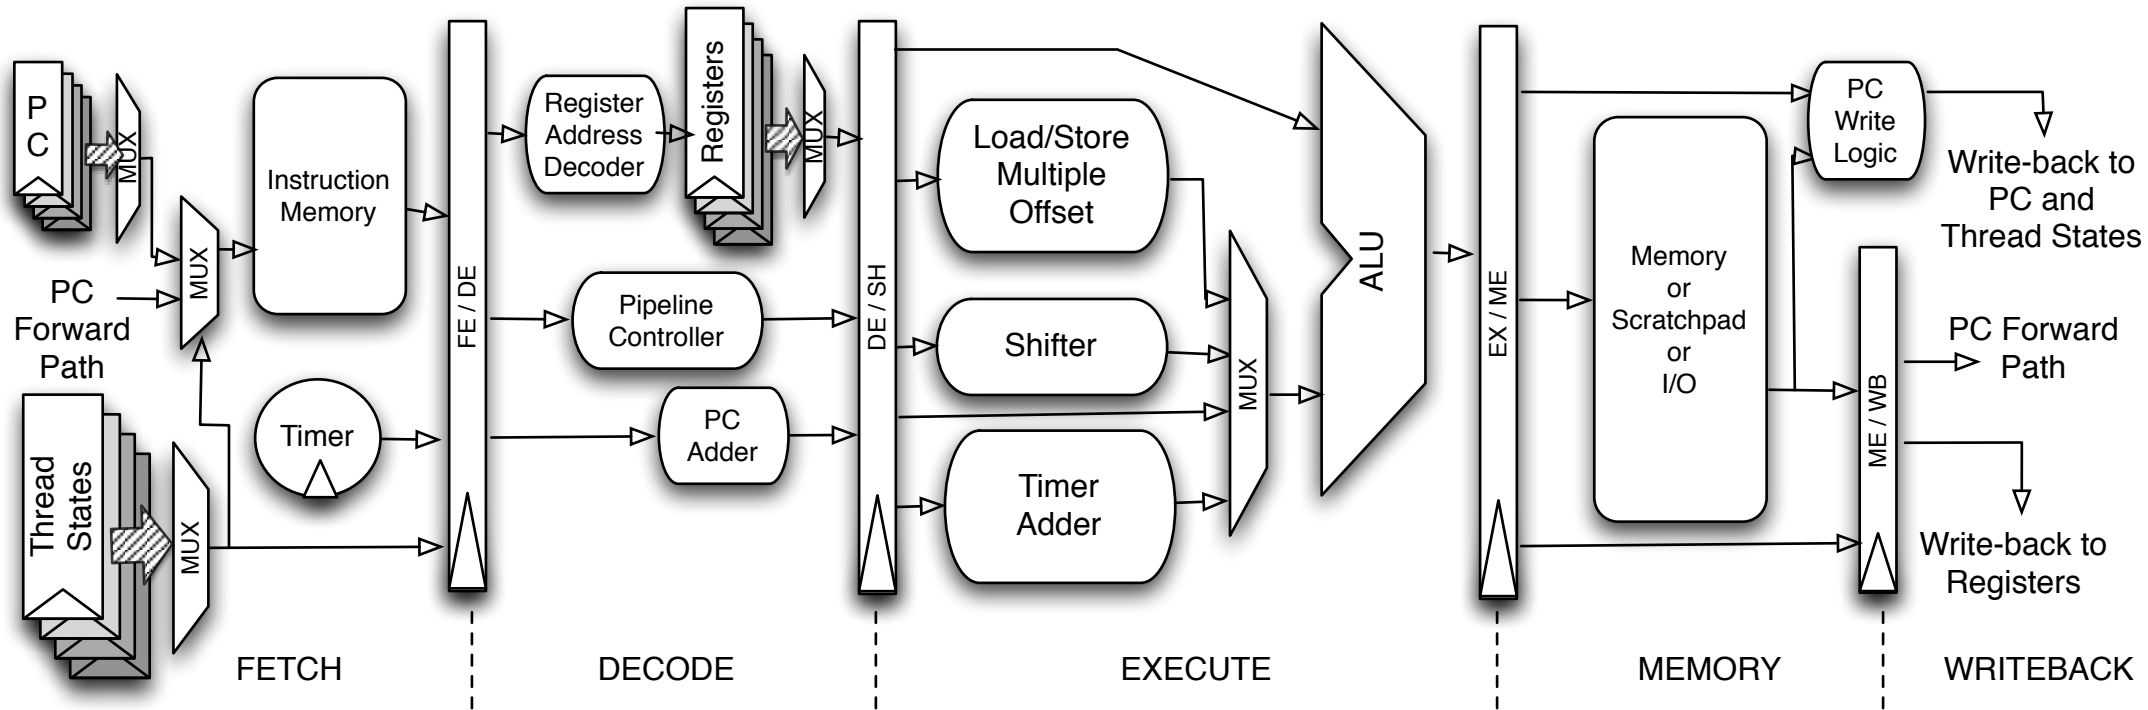 P
C
MUX
PC
Forward
Path
MUX
Thread
States
MUX
Instruction
Memory
Timer
FETCH
FE / DE
Register
Address
Decoder
Registers
MUX
Pipeline
Controller
PC
Adder
DECODE
DE / SH
Load/Store
Multiple
Offset
Shifter
Timer
Adder
MUX
ALU
EXECUTE
EX / ME
Memory
or
Scratchpad
or
I/O
PC
Write
Logic
MEMORY
ME / WB
Write-back to
PC and
Thread States
PC Forward
Path
Write-back to
Registers
WRITEBACK